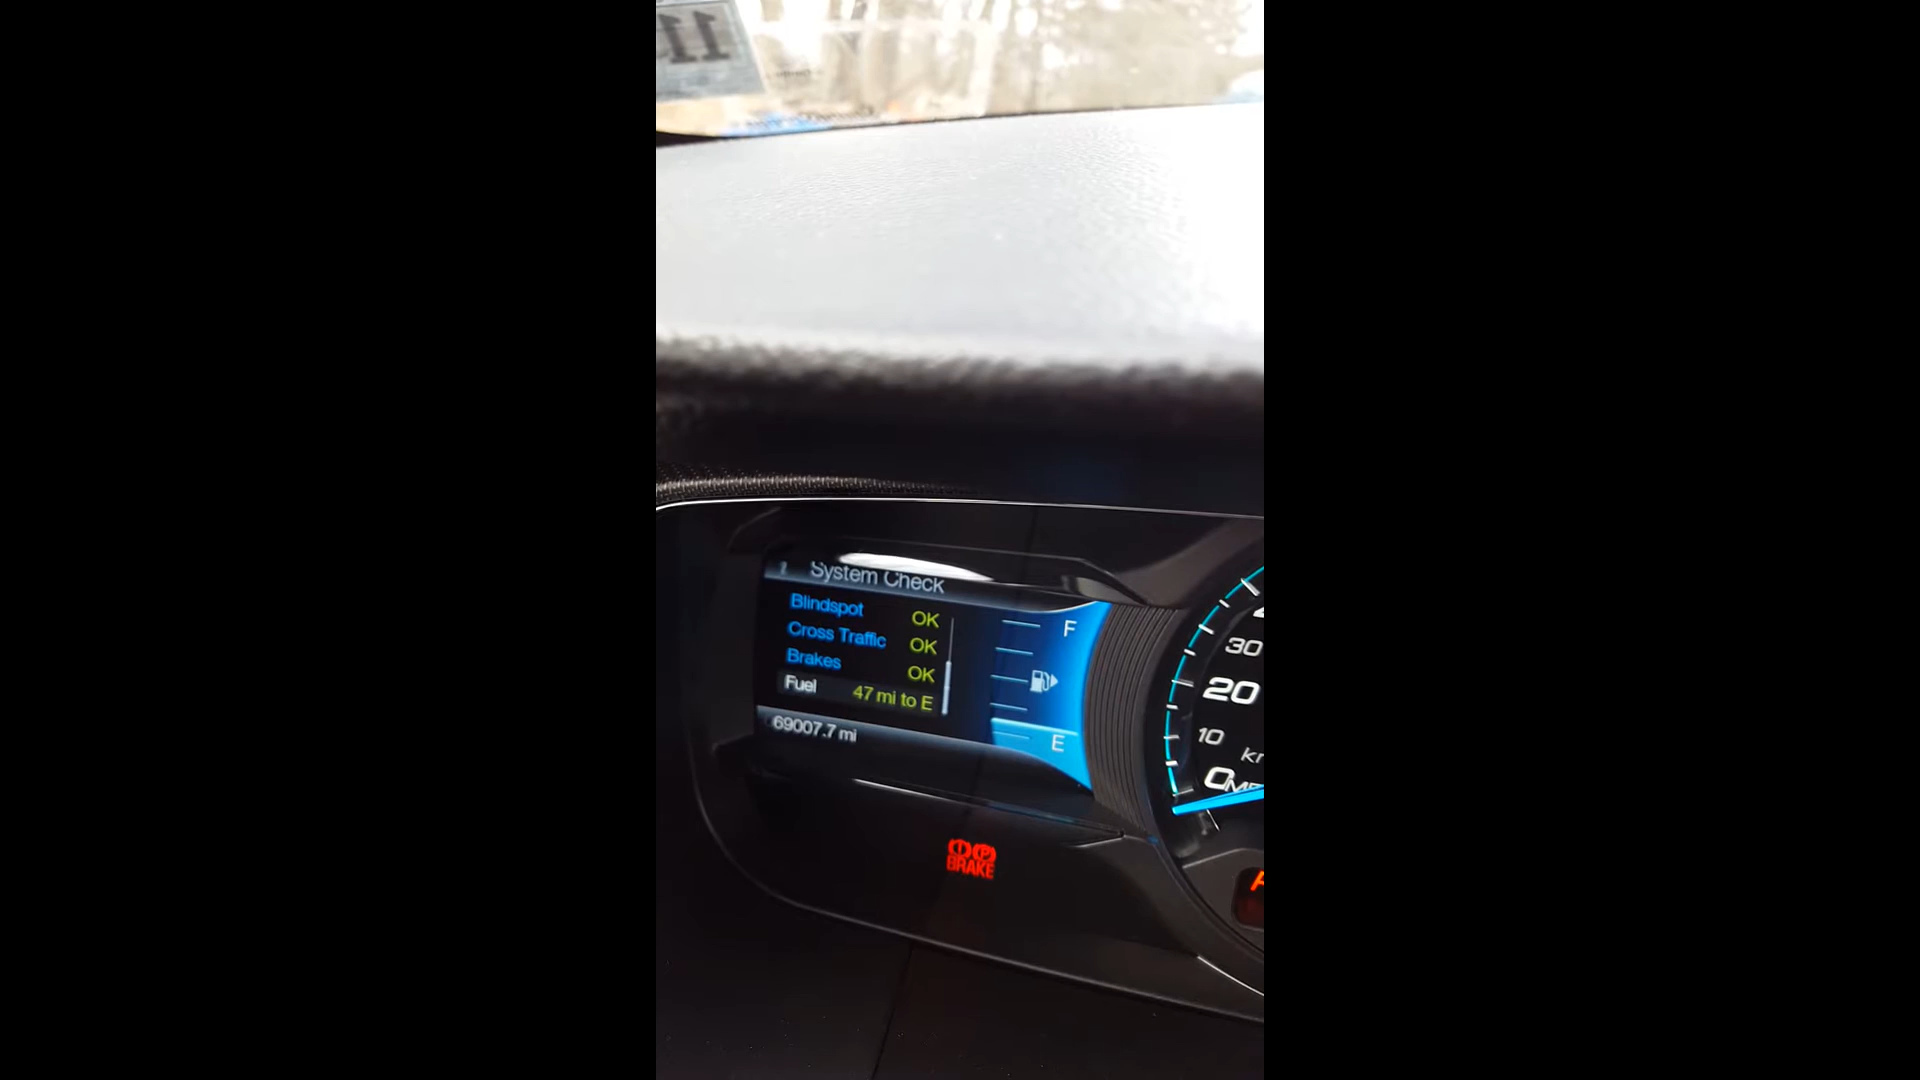 11
System Check
Blindspot OK
Cross Traffic OK
Brakes OK
Fuel 47 mi to E
69007.7 mi
F
E
30
20
10
0
BRAKE
P